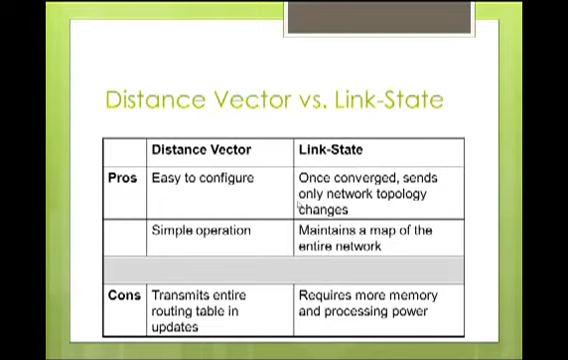 Distance Vector vs. Link-State
Distance Vector
Link-State
Pros
Easy to configure
Once converged, sends
only network topology
changes
Simple operation
Maintains a map of the
entire network
Cons
Transmits entire
routing table in
updates
Requires more memory
and processing power